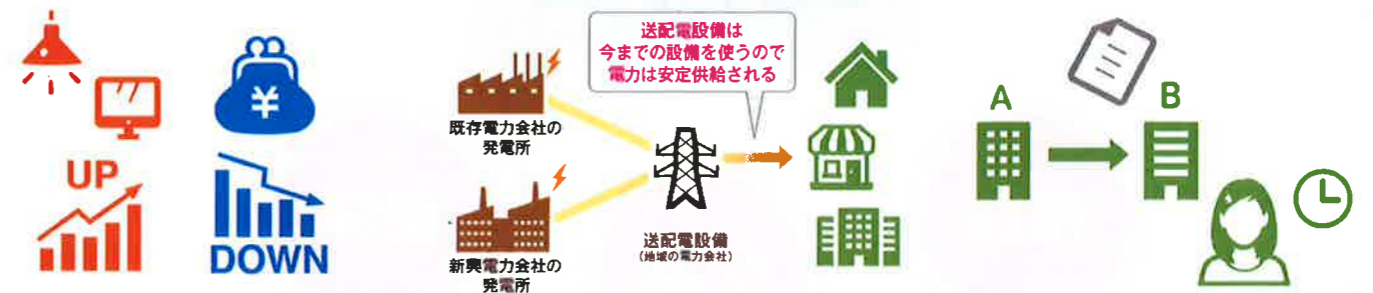 UP
¥
DOWN
送配電設備は
今までの設備を使うので
電力は安定供給される
既存電力会社の
発電所
新興電力会社の
発電所
送配電設備
(地域の電力会社)
A
B